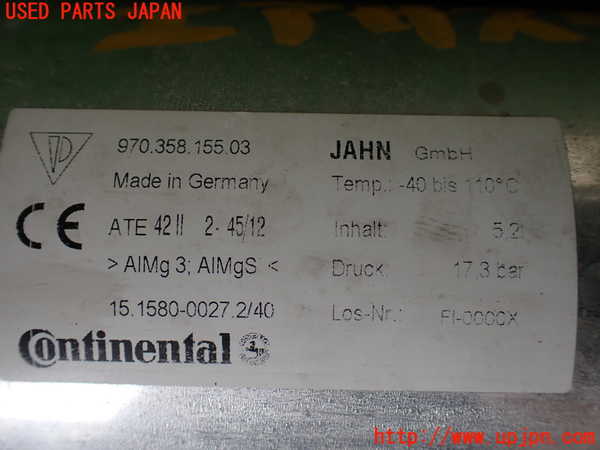 USED PARTS JAPAN
970.358.155.03
Made in Germany
ATE 42 II 2- 45/12
> AlMg 3; AlMgS <
15.1580-0027.2/40
Continental
JAHN GmbH
Temp.: -40 bis 110°C
Inhalt: 5,2l
Druck: 17,3 bar
Los-Nr.:
http://www.upjpn.com/